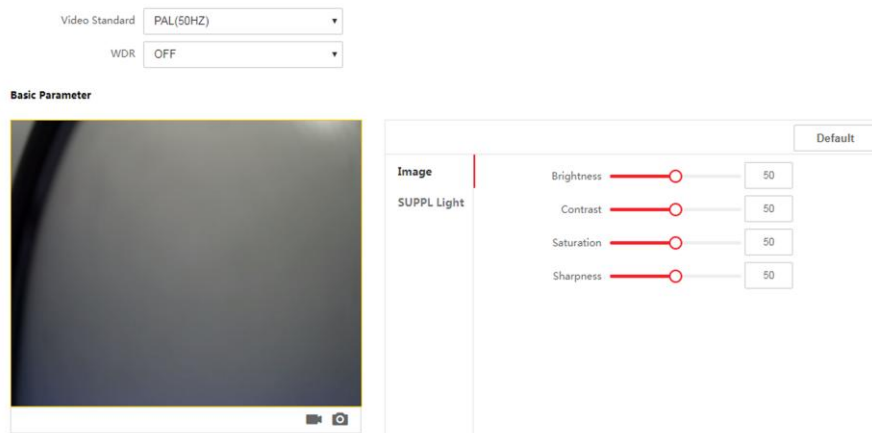 Video Standard PAL(50HZ)
WDR OFF
Basic Parameter
Default
Image
SUPPL Light
Brightness 50
Contrast 50
Saturation 50
Sharpness 50